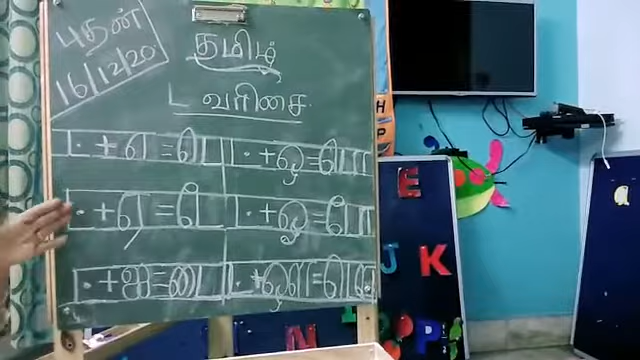 புதன்
16/12/20
தமிழ்
ட வரிசை
ட் + எ = டெ
ட் + ஒ = டொ
ட் + ஏ = டே
ட் + ஓ = டோ
ட் + ஐ = டை
ட் + ஔ = டௌ
E
J K
N
P